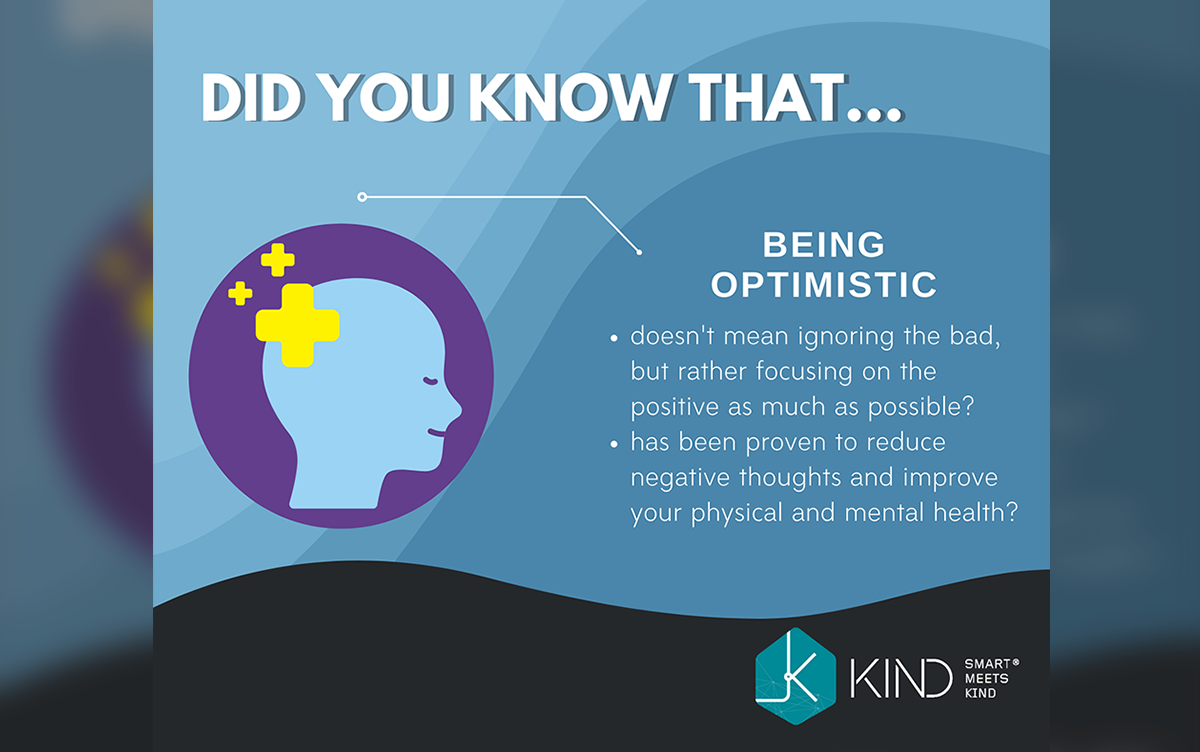 DID YOU KNOW THAT...
BEING
OPTIMISTIC
• doesn't mean ignoring the bad,
but rather focusing on the
positive as much as possible?
• has been proven to reduce
negative thoughts and improve
your physical and mental health?
KIND
SMART®
MEETS
KIND